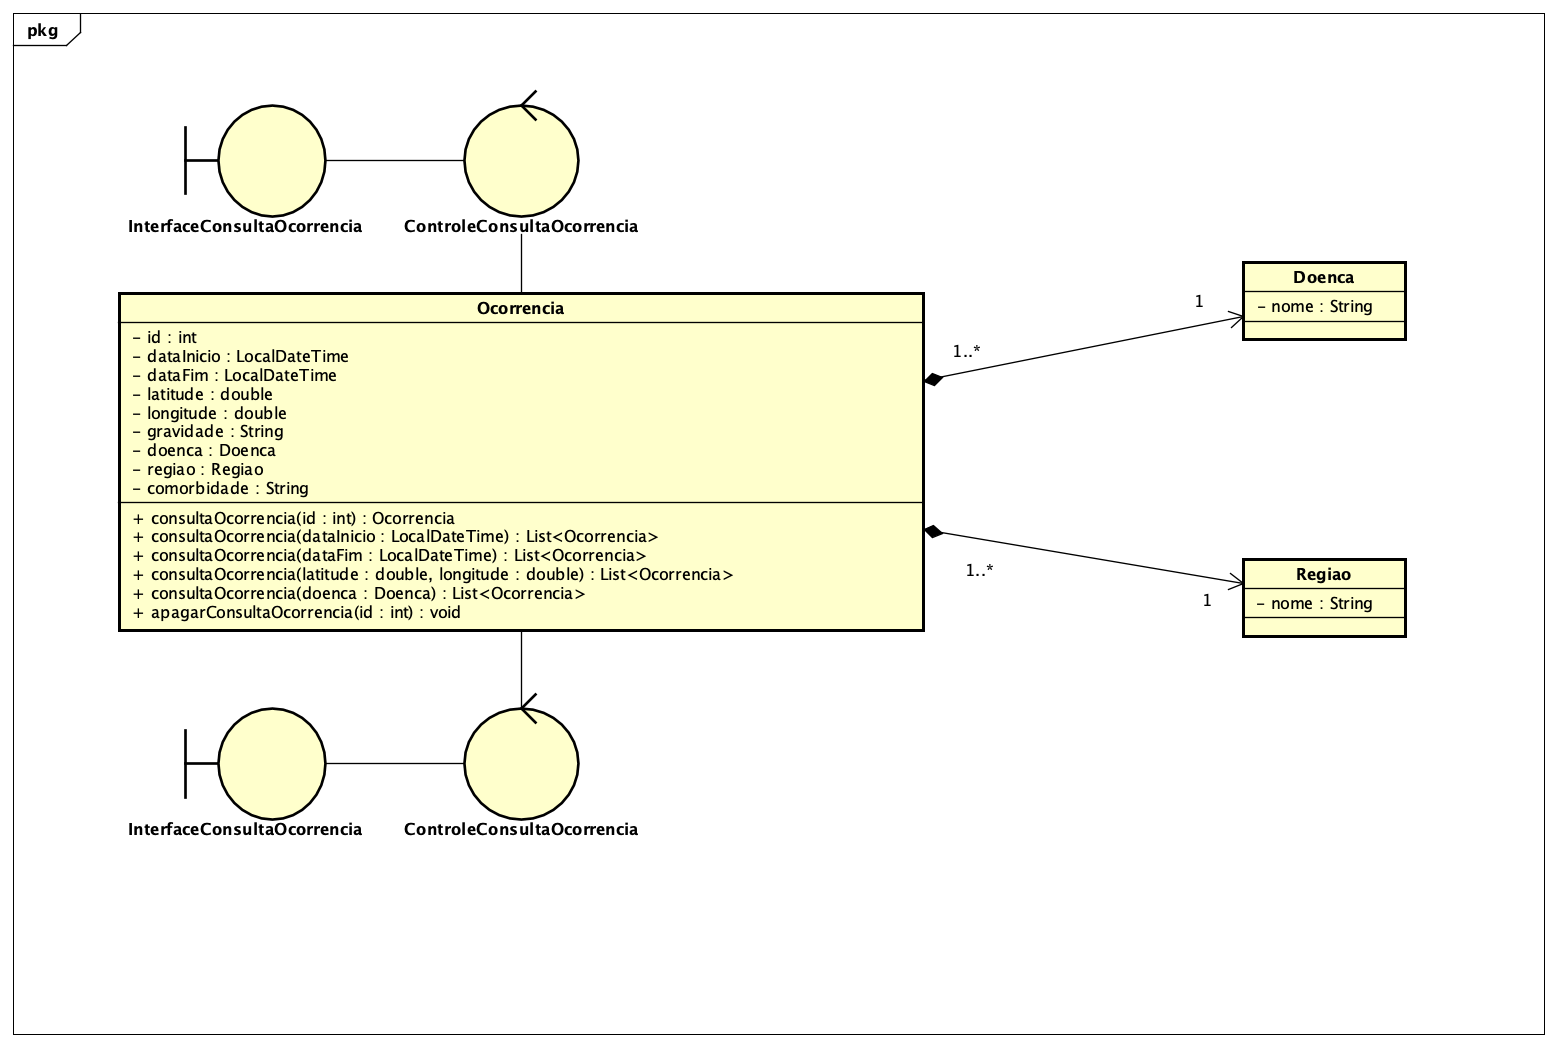 pkg
InterfaceConsultaOcorrencia
ControleConsultaOcorrencia
Ocorrencia
- id : int
- dataInicio : LocalDateTime
- dataFim : LocalDateTime
- latitude : double
- longitude : double
- gravidade : String
- doenca : Doenca
- regiao : Regiao
- comorbidade : String
+ consultaOcorrencia(id : int) : Ocorrencia
+ consultaOcorrencia(dataInicio : LocalDateTime) : List<Ocorrencia>
+ consultaOcorrencia(dataFim : LocalDateTime) : List<Ocorrencia>
+ consultaOcorrencia(latitude : double, longitude : double) : List<Ocorrencia>
+ consultaOcorrencia(doenca : Doenca) : List<Ocorrencia>
+ apagarConsultaOcorrencia(id : int) : void
1..*
1
Doenca
- nome : String
1..*
1
Regiao
- nome : String
InterfaceConsultaOcorrencia
ControleConsultaOcorrencia